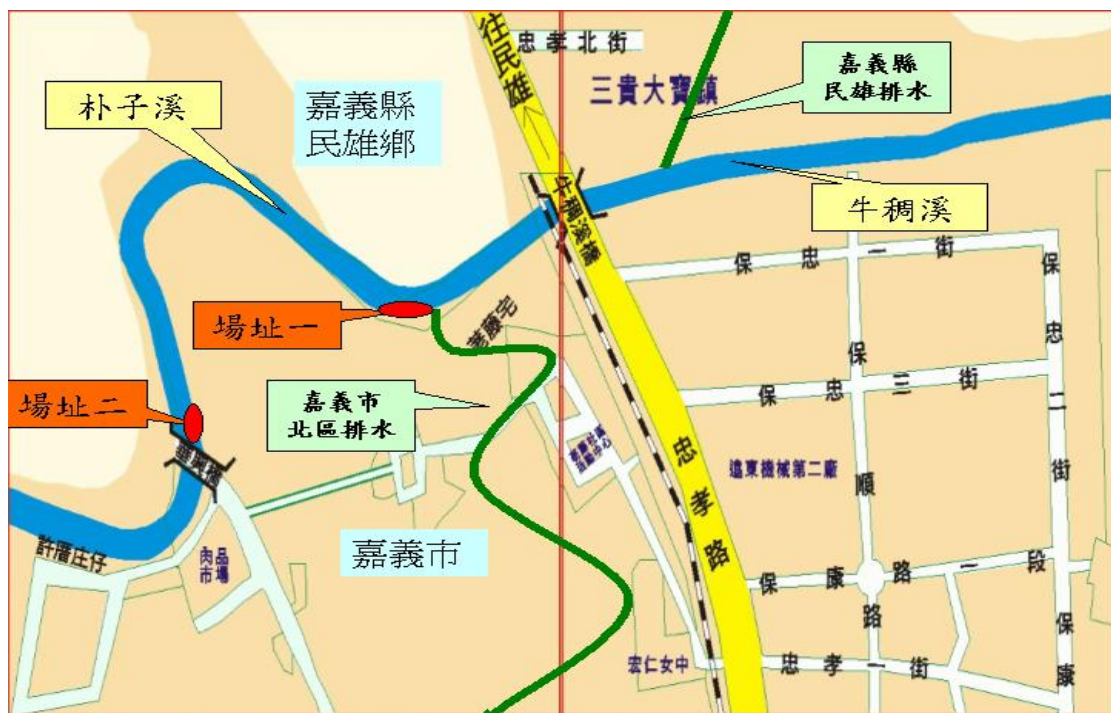 往民雄
忠孝北街
三貴大寶鎮
嘉義縣
民雄排水
朴子溪
嘉義縣
民雄鄉
牛稠溪
牛稠溪橋
保忠一街
保忠二街
場址一
保忠三街
場址二
嘉義市
北區排水
忠孝路
遠東機械第二廠
保順路
許厝庄仔
肉品
市場
嘉義市
保康路一段
保康
宏仁女中
忠孝一街